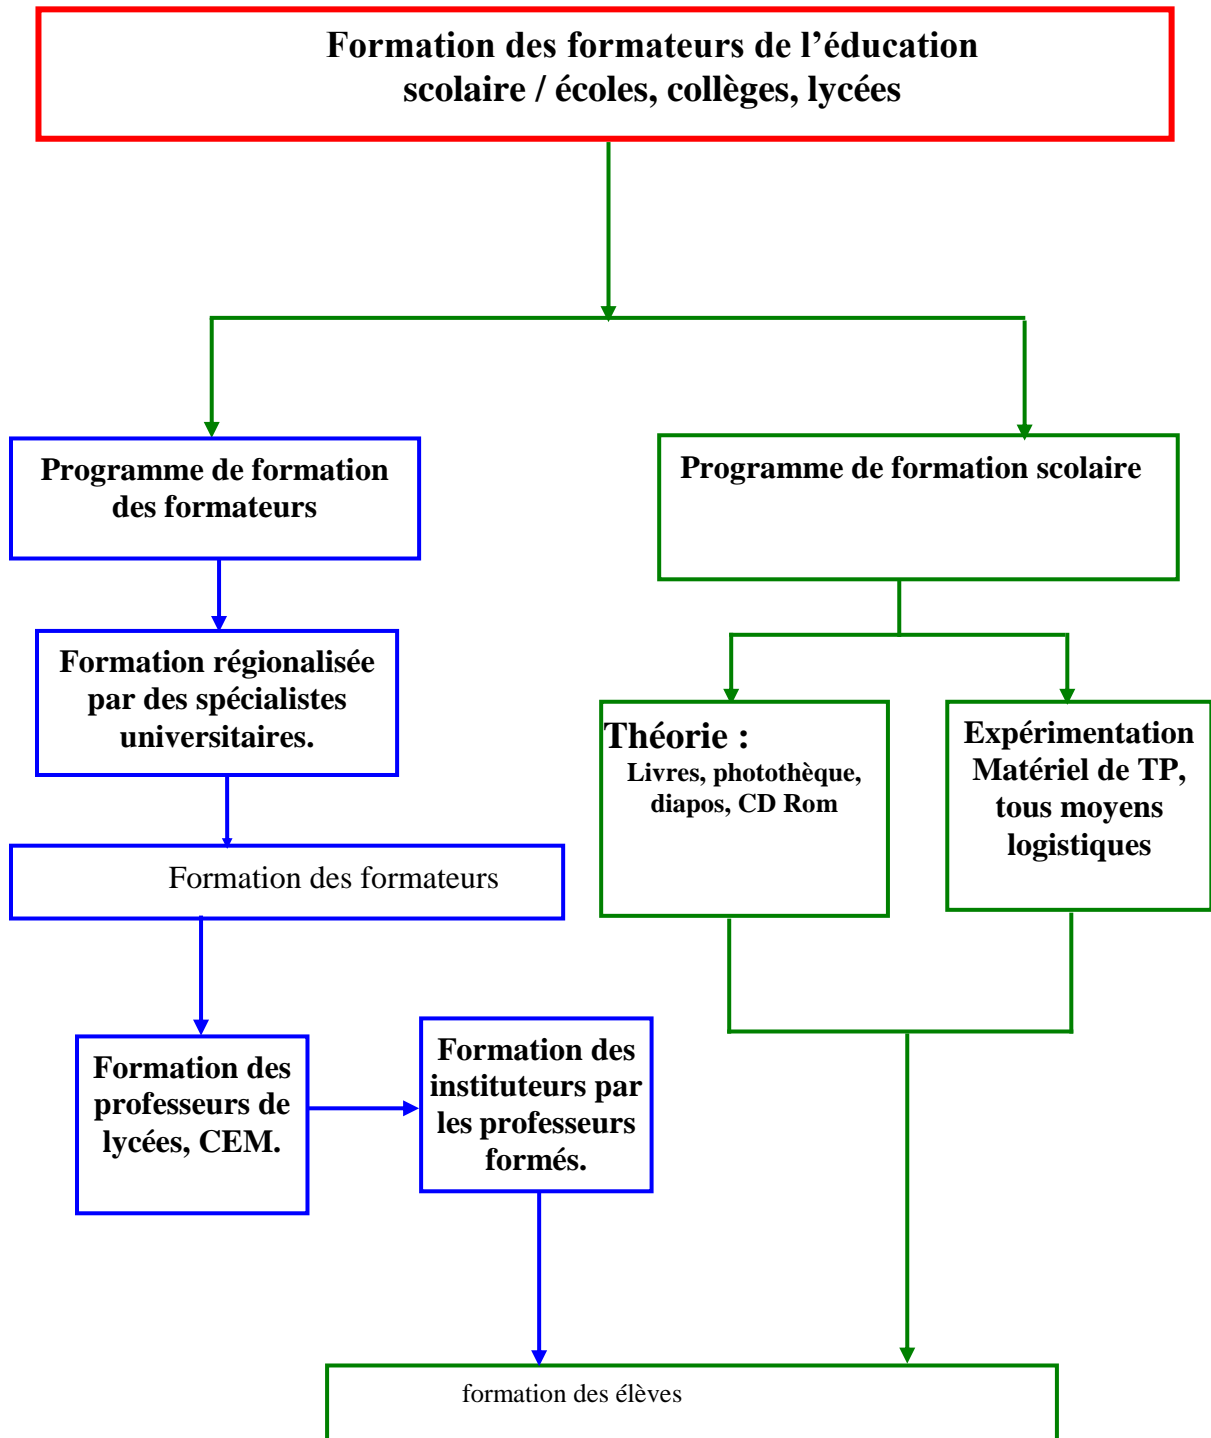 Formation des formateurs de l’éducation
scolaire / écoles, collèges, lycées
Programme de formation
des formateurs
Programme de formation scolaire
Formation régionalisée
par des spécialistes
universitaires.
Théorie :
Livres, photothèque,
diapos, CD Rom
Expérimentation
Matériel de TP,
tous moyens
logistiques
Formation des formateurs
Formation des
professeurs de
lycées, CEM.
Formation des
instituteurs par
les professeurs
formés.
formation des élèves